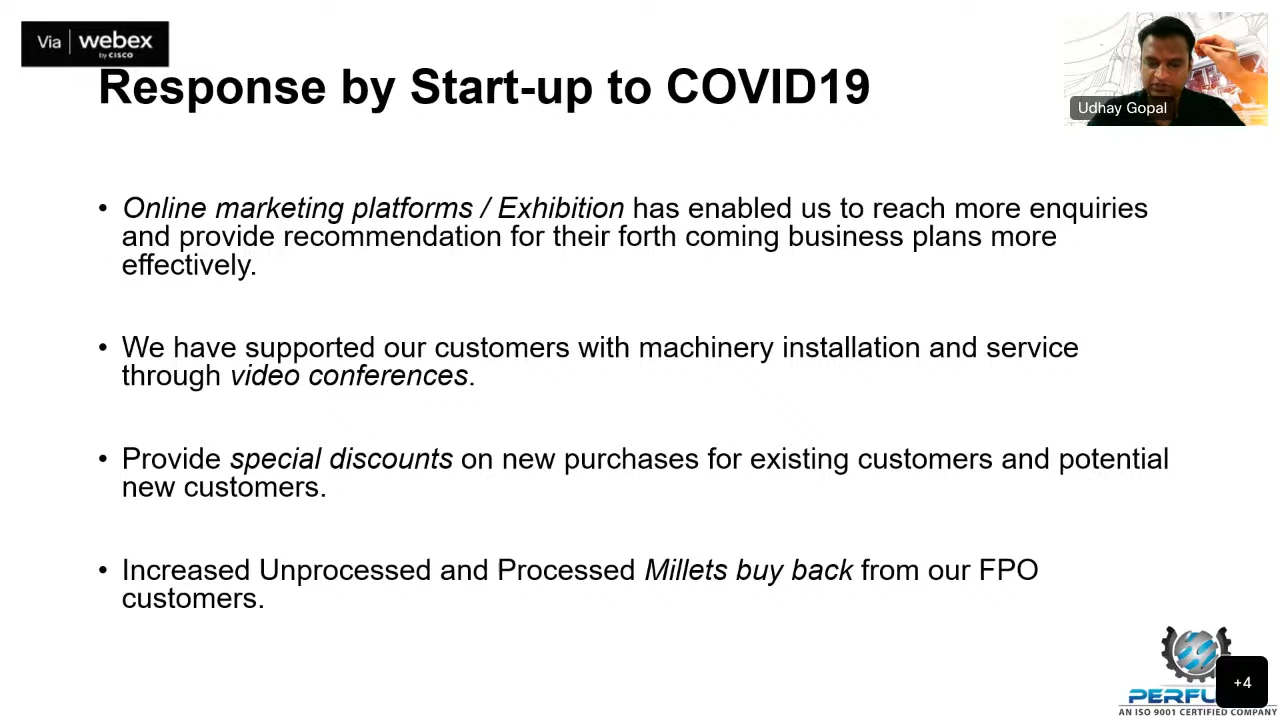 Via webex
by CISCO
Response by Start-up to COVID19
Udhay Gopal
• Online marketing platforms / Exhibition has enabled us to reach more enquiries
and provide recommendation for their forth coming business plans more
effectively.
• We have supported our customers with machinery installation and service
through video conferences.
• Provide special discounts on new purchases for existing customers and potential
new customers.
• Increased Unprocessed and Processed Millets buy back from our FPO
customers.
+4
AN ISO 9001 CERTIFIED COMPANY